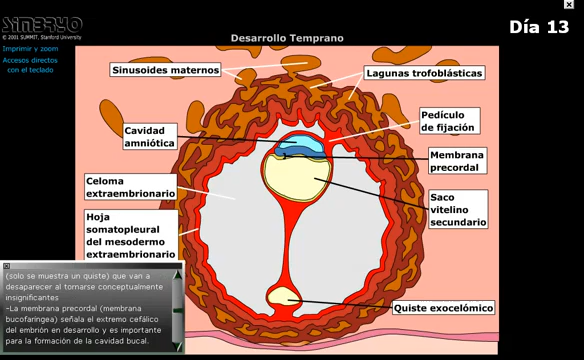 simbryo
© 2001 SUMMIT, Stanford University
Imprimir y zoom
Accesos directos
con el teclado
Desarrollo Temprano
Día 13
Sinusoides maternos
Lagunas trofoblásticas
Pedículo
de fijación
Cavidad
amniótica
Membrana
precordal
Celoma
extraembrionario
Saco
vitelino
secundario
Hoja
somatopleural
del mesodermo
extraembrionario
Quiste exocelómico
(solo se muestra un quiste) que van a
desaparecer al tornarse conceptualmente
insignificantes
-La membrana precordal (membrana
bucofaríngea) señala el extremo cefálico
del embrión en desarrollo y es importante
para la formación de la cavidad bucal.